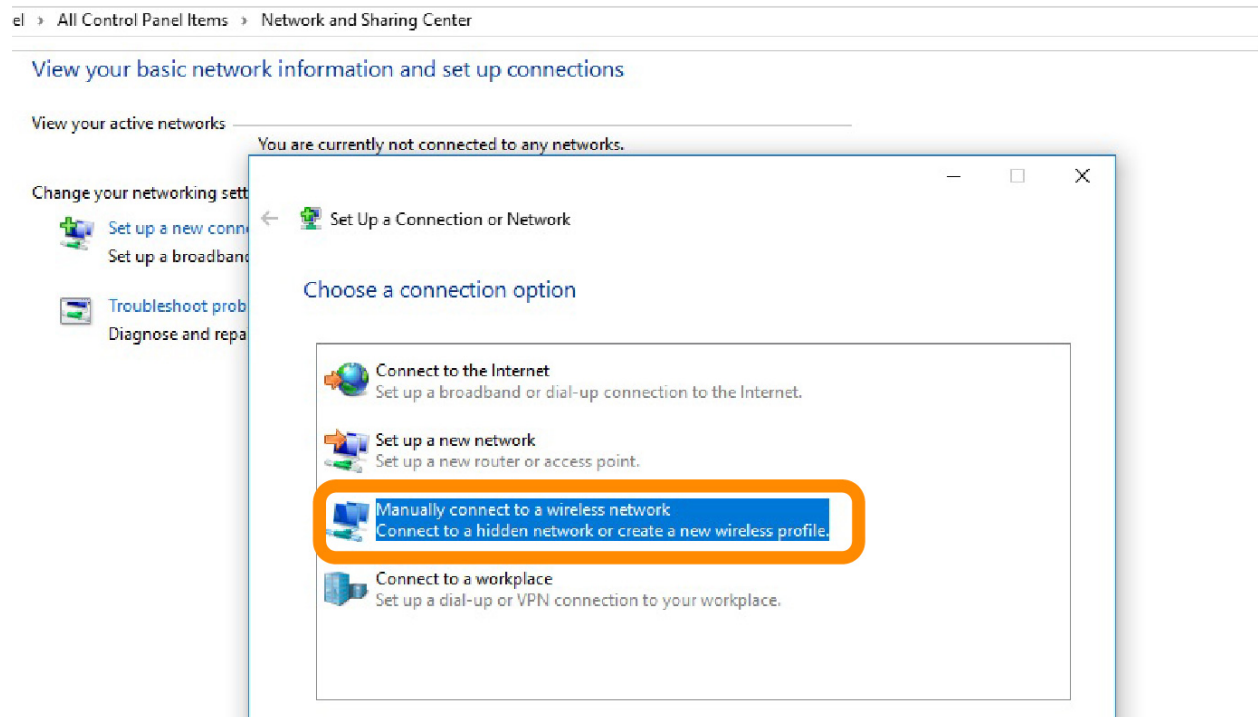 el › All Control Panel Items › Network and Sharing Center
View your basic network information and set up connections
View your active networks
You are currently not connected to any networks.
Change your networking sett
Set up a new conn
Set up a broadband
Troubleshoot prob
Diagnose and repa
Set Up a Connection or Network
Choose a connection option
Connect to the Internet
Set up a broadband or dial-up connection to the Internet.
Set up a new network
Set up a new router or access point.
Manually connect to a wireless network
Connect to a hidden network or create a new wireless profile.
Connect to a workplace
Set up a dial-up or VPN connection to your workplace.